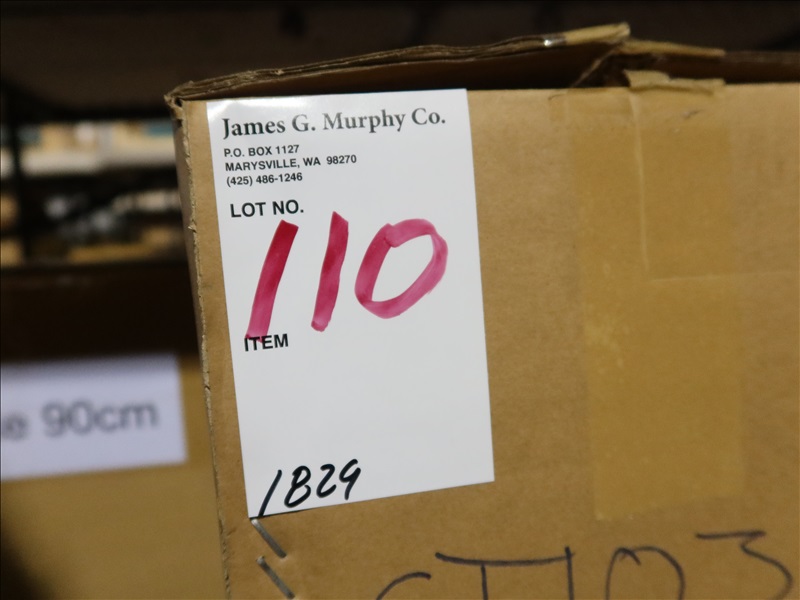 James G. Murphy Co.
P.O. BOX 1127
MARYSVILLE, WA 98270
(425) 486-1246
LOT NO.
110
ITEM
1829
90cm